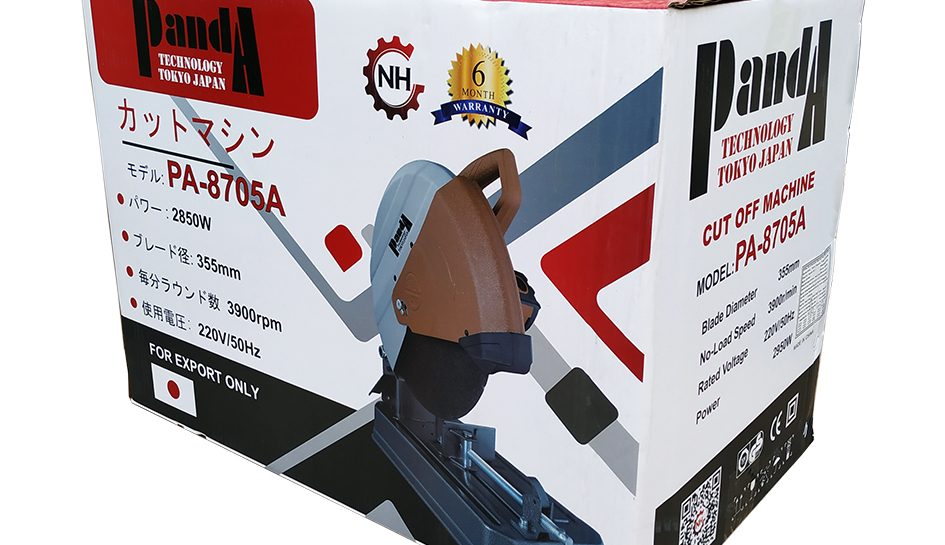 Panda
TECHNOLOGY
TOKYO JAPAN
カットマシン
モデル: PA-8705A
パワー : 2850W
ブレード径: 355mm
毎分ラウンド数 3900rpm
使用電圧: 220V/50Hz
FOR EXPORT ONLY
NH
6
MONTH
WARRANTY
Panda
Panda
TECHNOLOGY
TOKYO JAPAN
CUT OFF MACHINE
MODEL: PA-8705A
Blade Diameter 355mm
No-Load Speed 3900r/min
Rated Voltage 220V/50Hz
Power 2950W
CE